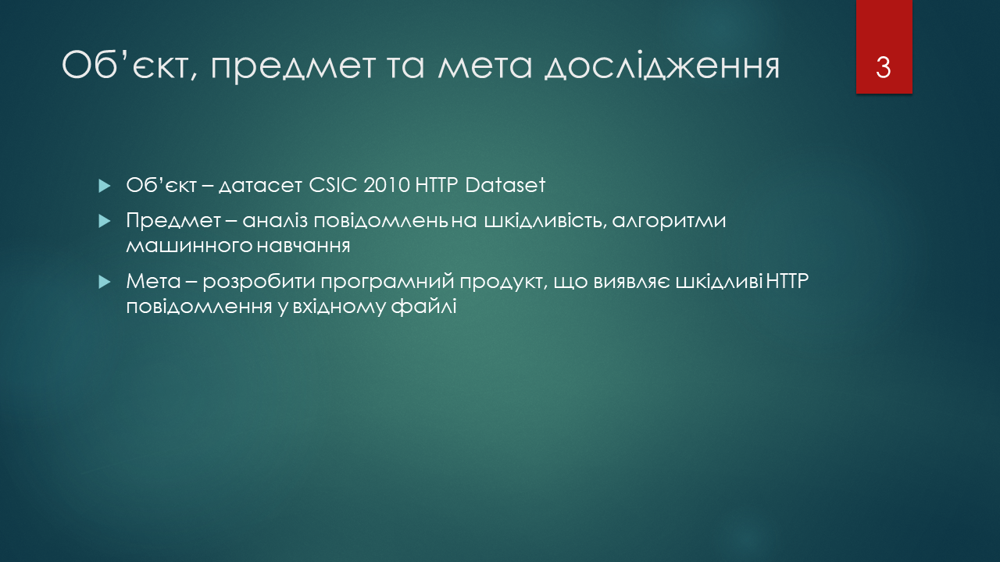 Об’єкт, предмет та мета дослідження
3
Об’єкт – датасет CSIC 2010 HTTP Dataset
Предмет – аналіз повідомлень на шкідливість, алгоритми
машинного навчання
Мета – розробити програмний продукт, що виявляє шкідливі HTTP
повідомлення у вхідному файлі